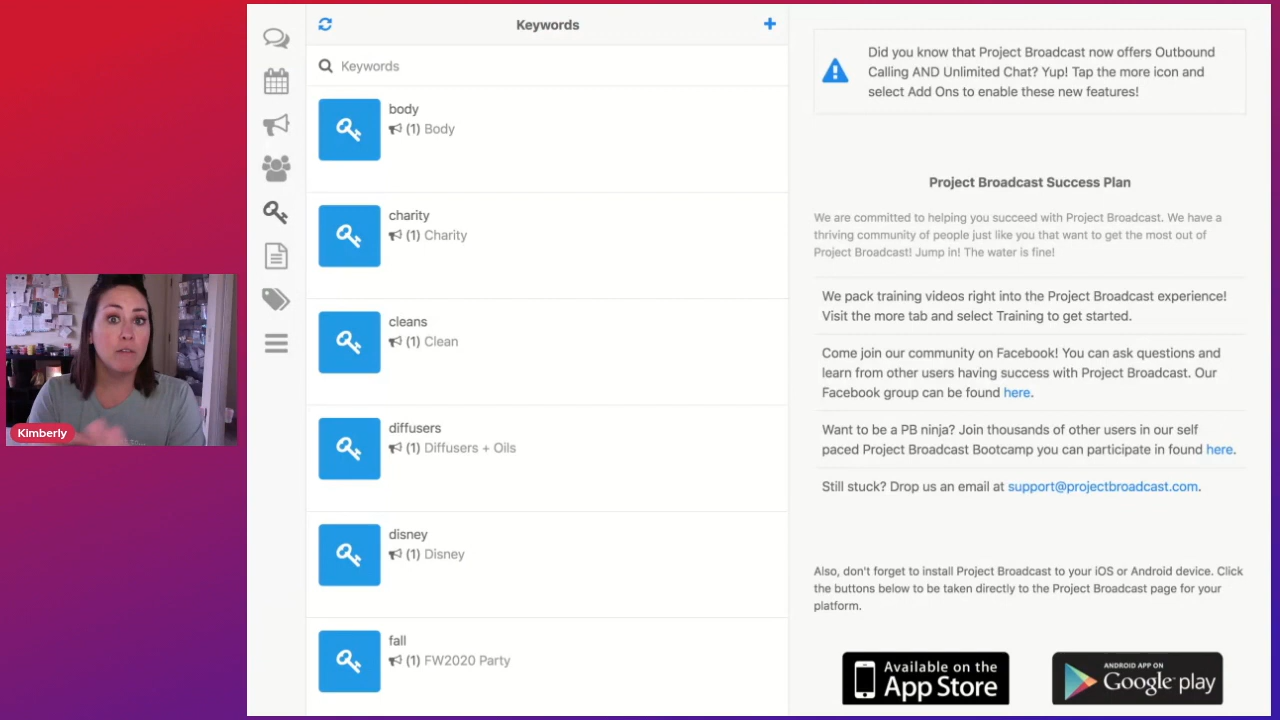 Keywords
Keywords
body
(1) Body
charity
(1) Charity
cleans
(1) Clean
diffusers
(1) Diffusers + Oils
disney
(1) Disney
fall
(1) FW2020 Party
Did you know that Project Broadcast now offers Outbound
Calling AND Unlimited Chat? Yup! Tap the more icon and
select Add Ons to enable these new features!
Project Broadcast Success Plan
We are committed to helping you succeed with Project Broadcast. We have a
thriving community of people just like you that want to get the most out of
Project Broadcast! Jump in! The water is fine!
We pack training videos right into the Project Broadcast experience!
Visit the more tab and select Training to get started.
Come join our community on Facebook! You can ask questions and
learn from other users having success with Project Broadcast. Our
Facebook group can be found here.
Want to be a PB ninja? Join thousands of other users in our self
paced Project Broadcast Bootcamp you can participate in found here.
Still stuck? Drop us an email at support@projectbroadcast.com.
Also, don't forget to install Project Broadcast to your iOS or Android device. Click
the buttons below to be taken directly to the Project Broadcast page for your
platform.
Available on the
App Store
ANDROID APP ON
Google play
Kimberly